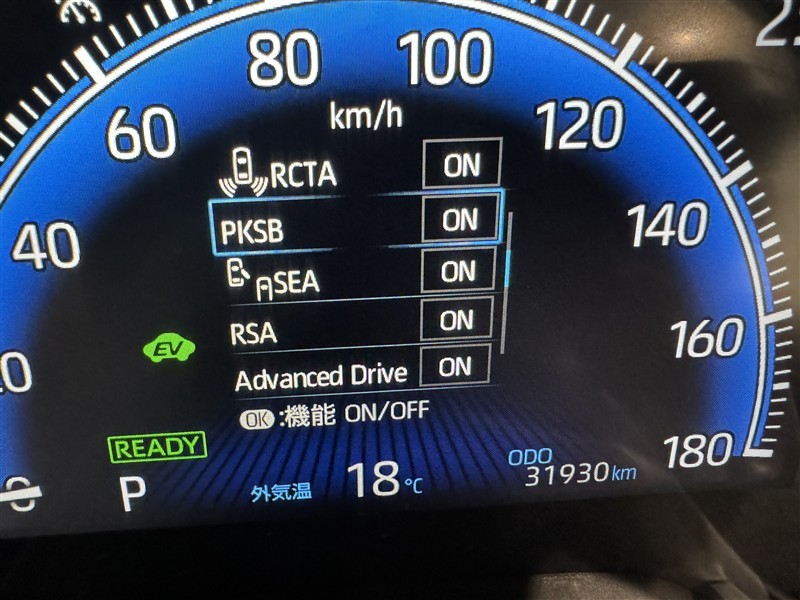 80 100
km/h
60 120
RCTA ON
PKSB ON
40 140
SEA ON
RSA ON
EV 160
Advanced Drive ON
OK:機能 ON/OFF
READY 180
P 外気温 18℃ ODO 31930km